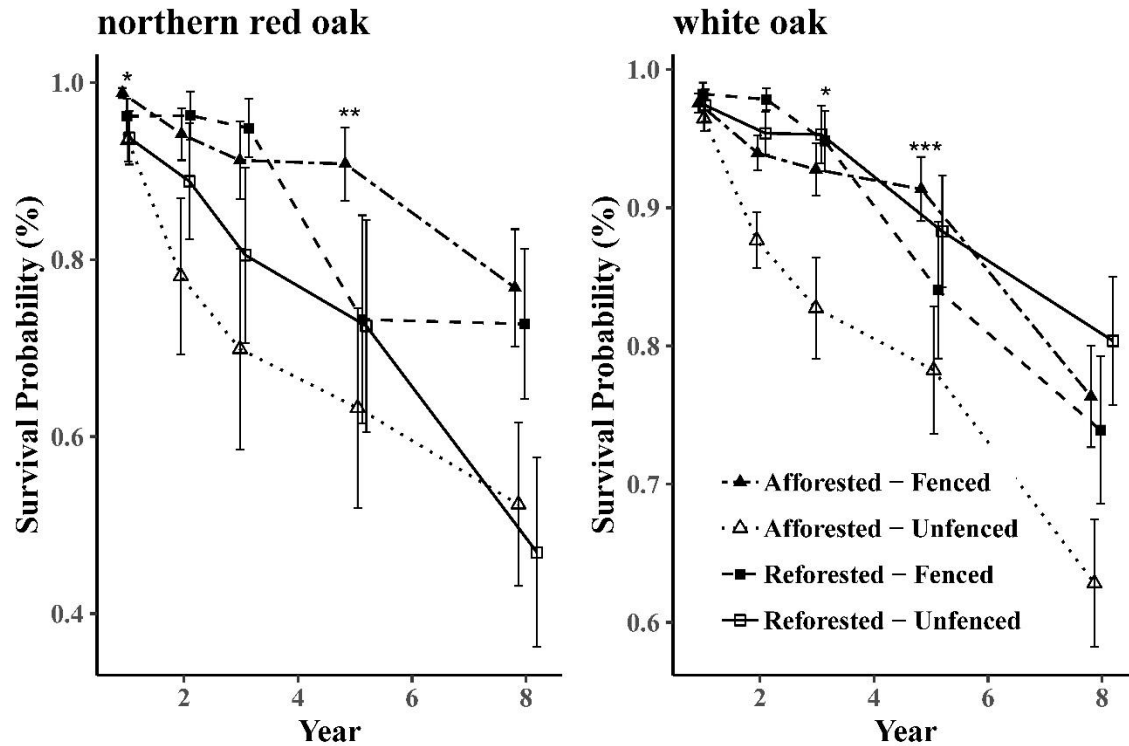 northern red oak
*
**
1.0
0.8
0.6
0.4
Survival Probability (%)
2
4
6
8
Year
white oak
*
***
1.0
0.9
0.8
0.7
0.6
Survival Probability (%)
Afforested – Fenced
Afforested – Unfenced
Reforested – Fenced
Reforested – Unfenced
2
4
6
8
Year